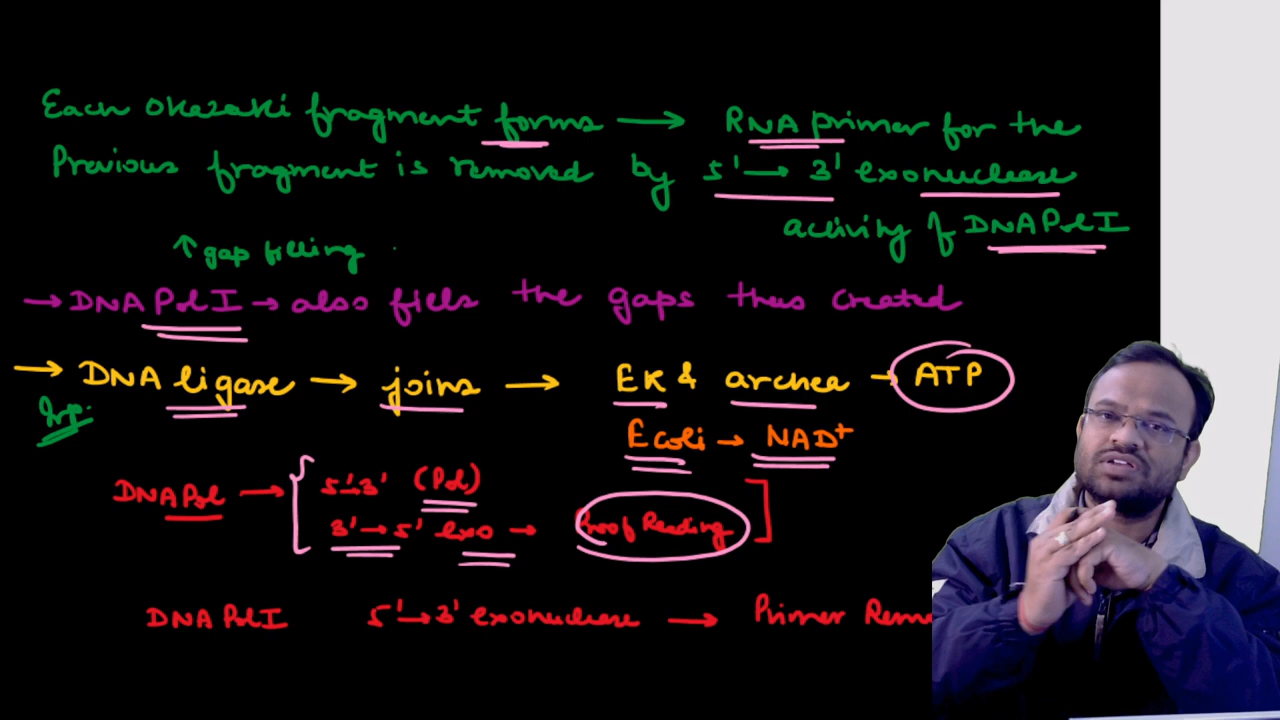 Each Okazaki fragment forms → RNA primer for the
Previous fragment is removed by 5' → 3' exonuclease
activity of DNA Pol I
↑ gap filling
→ DNA Pol I → also fills the gaps thus created
→ DNA ligase → joins → EK & archea → ATP
Imp.
E coli → NAD+
DNA Pol → 5'→3' (Pol)
3'→5' exo → Proof Reading
DNA Pol I 5'→3' exonuclease → Primer